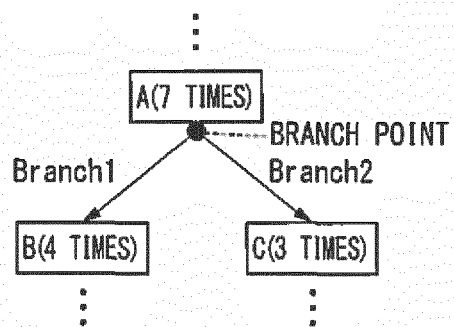 A(7 TIMES)
BRANCH POINT
Branch1
Branch2
B(4 TIMES)
C(3 TIMES)